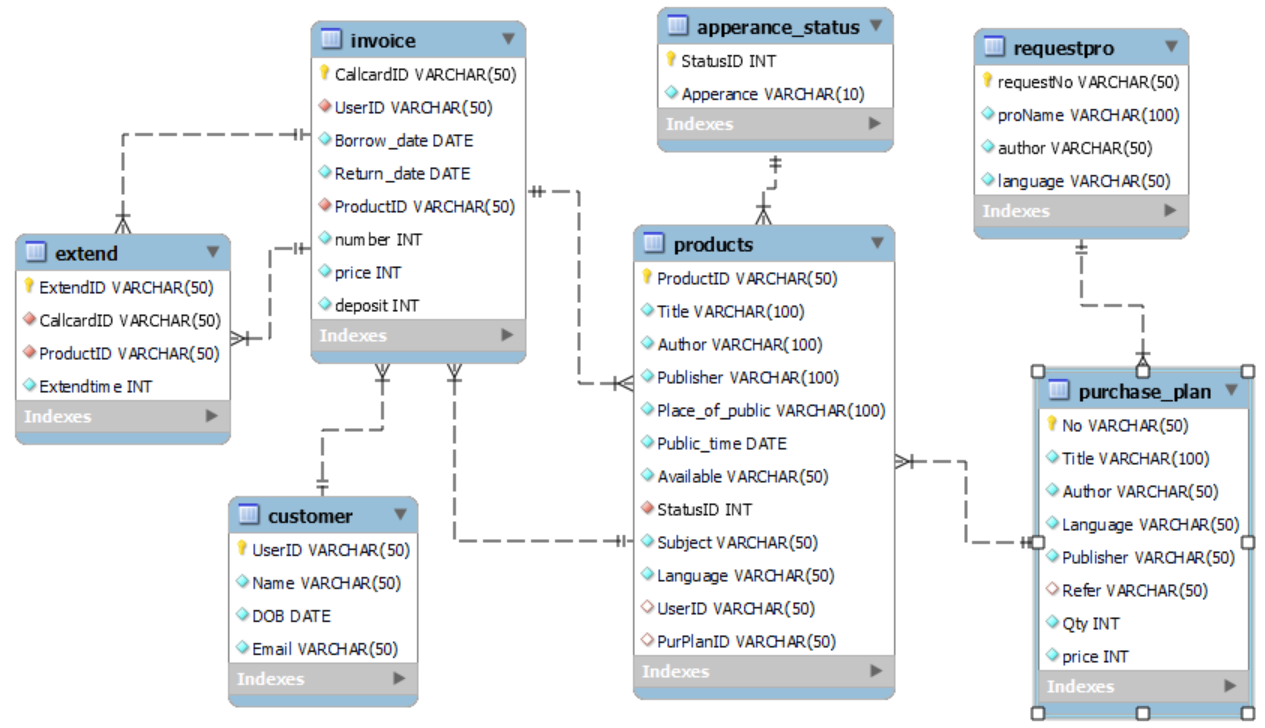 invoice
CallcardID VARCHAR(50)
UserID VARCHAR(50)
Borrow_date DATE
Return_date DATE
ProductID VARCHAR(50)
number INT
price INT
deposit INT
Indexes
apperance_status
StatusID INT
Apperance VARCHAR(10)
Indexes
requestpro
requestNo VARCHAR(50)
proName VARCHAR(100)
author VARCHAR(50)
language VARCHAR(50)
Indexes
extend
ExtendID VARCHAR(50)
CallcardID VARCHAR(50)
ProductID VARCHAR(50)
Extendtime INT
Indexes
products
ProductID VARCHAR(50)
Title VARCHAR(100)
Author VARCHAR(100)
Publisher VARCHAR(100)
Place_of_public VARCHAR(100)
Public_time DATE
Available VARCHAR(50)
StatusID INT
Subject VARCHAR(50)
Language VARCHAR(50)
UserID VARCHAR(50)
PurPlanID VARCHAR(50)
Indexes
purchase_plan
No VARCHAR(50)
Title VARCHAR(100)
Author VARCHAR(50)
Language VARCHAR(50)
Publisher VARCHAR(50)
Refer VARCHAR(50)
Qty INT
price INT
Indexes
customer
UserID VARCHAR(50)
Name VARCHAR(50)
DOB DATE
Email VARCHAR(50)
Indexes